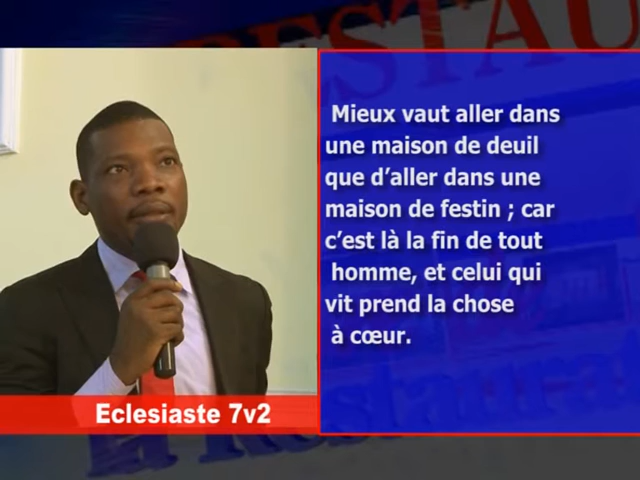 RESTAU
Mieux vaut aller dans
une maison de deuil
que d’aller dans une
maison de festin ; car
c’est là la fin de tout
homme, et celui qui
vit prend la chose
à cœur.
Eclesiaste 7v2